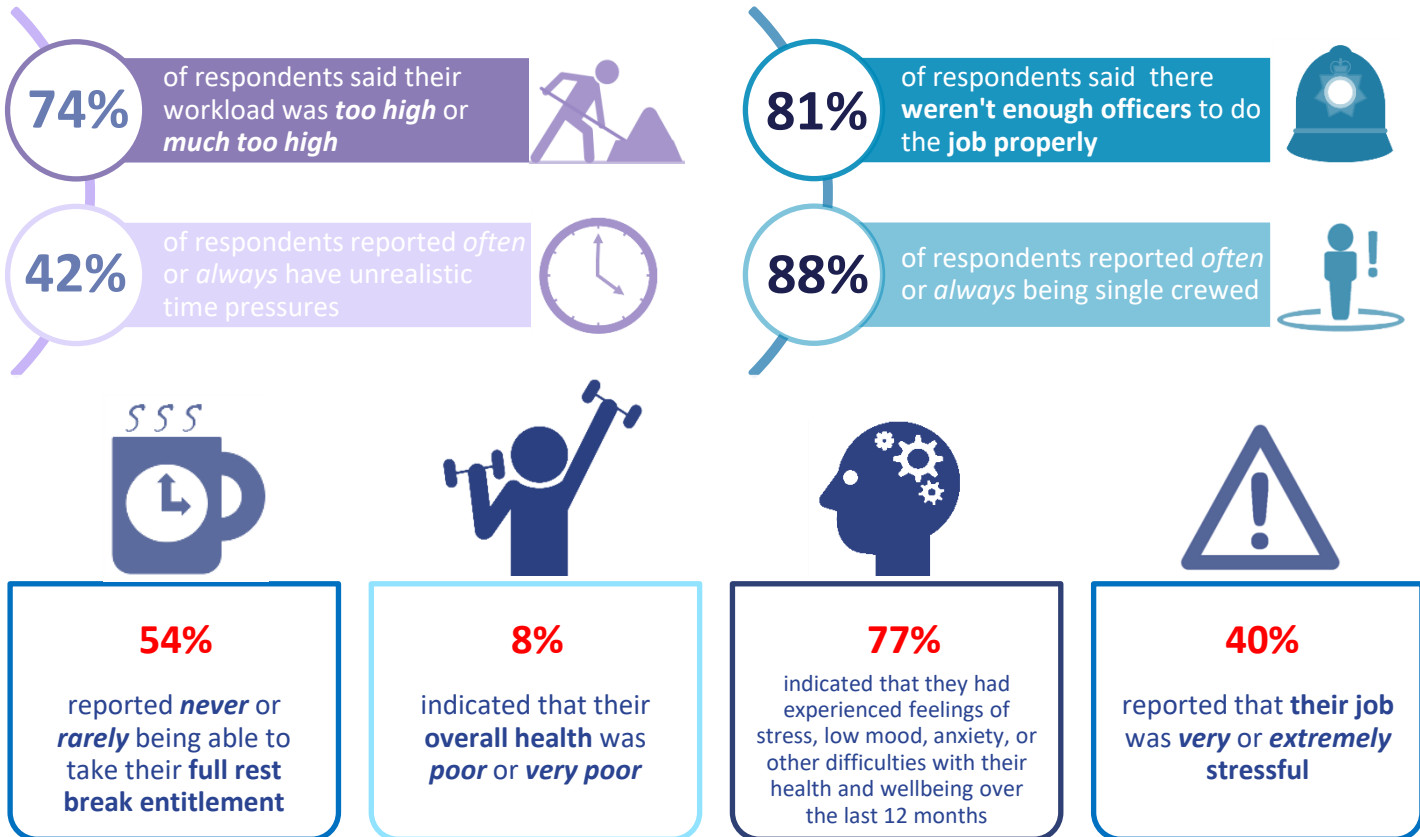 74%
of respondents said their
workload was too high or
much too high
81%
of respondents said there
weren't enough officers to do
the job properly
42%
of respondents reported often
or always have unrealistic
time pressures
88%
of respondents reported often
or always being single crewed
54%
reported never or
rarely being able to
take their full rest
break entitlement
8%
indicated that their
overall health was
poor or very poor
77%
indicated that they had
experienced feelings of
stress, low mood, anxiety, or
other difficulties with their
health and wellbeing over
the last 12 months
40%
reported that their job
was very or extremely
stressful